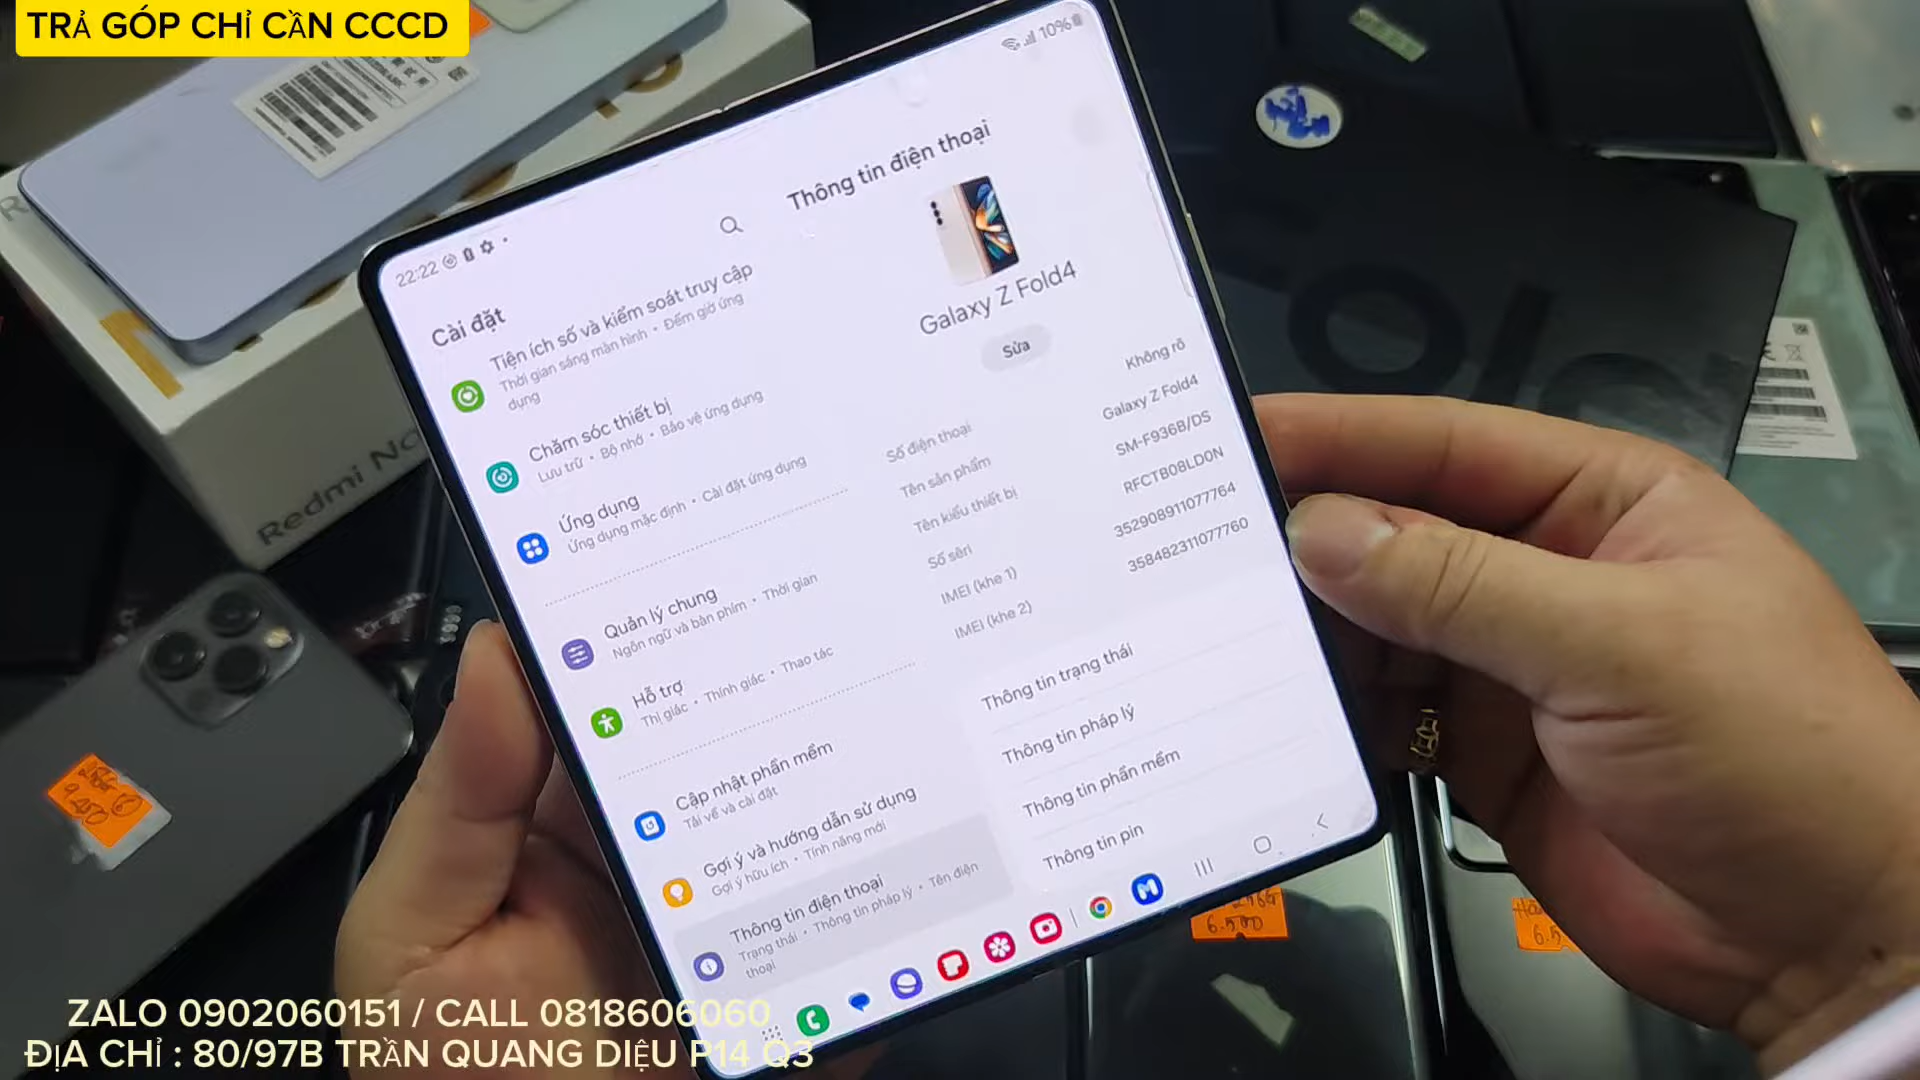 TRẢ GÓP CHỈ CẦN CCCD
10%
22:22
Cài đặt
Tiện ích số và kiểm soát truy cập
Thời gian sáng màn hình • Đếm giờ ứng
dụng
Chăm sóc thiết bị
Lưu trữ • Bộ nhớ • Bảo vệ ứng dụng
Ứng dụng
Ứng dụng mặc định • Cài đặt ứng dụng
Quản lý chung
Ngôn ngữ và bàn phím • Thời gian
Hỗ trợ
Thị giác • Thính giác • Thao tác
Cập nhật phần mềm
Tải về và cài đặt
Gợi ý và hướng dẫn sử dụng
Gợi ý hữu ích • Tính năng mới
Thông tin điện thoại
Trạng thái • Thông tin pháp lý • Tên điện
thoại
Thông tin điện thoại
Galaxy Z Fold4
Sửa
Số điện thoại Không rõ
Tên sản phẩm Galaxy Z Fold4
Tên kiểu thiết bị SM-F936B/DS
Số sêri RFCTB08LD0N
IMEI (khe 1) 352908911077764
IMEI (khe 2) 358482311077760
Thông tin trạng thái
Thông tin pháp lý
Thông tin phần mềm
Thông tin pin
Redmi No
6.500
6.5
ZALO 0902060151 / CALL 0818606060
ĐỊA CHỈ : 80/97B TRẦN QUANG DIỆU P14 Q3